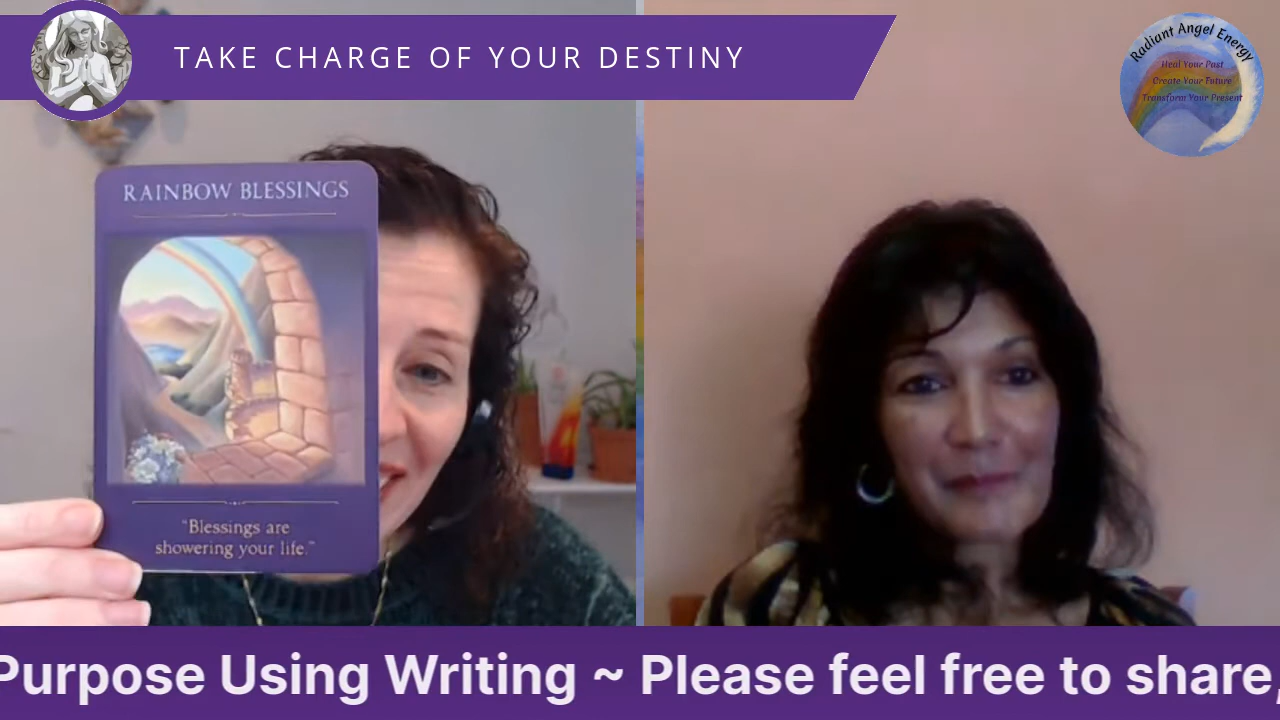 TAKE CHARGE OF YOUR DESTINY
Radiant Angel Energy
Heal Your Past
Create Your Future
Transform Your Present
RAINBOW BLESSINGS
"Blessings are
showering your life."
Purpose Using Writing ~ Please feel free to share,